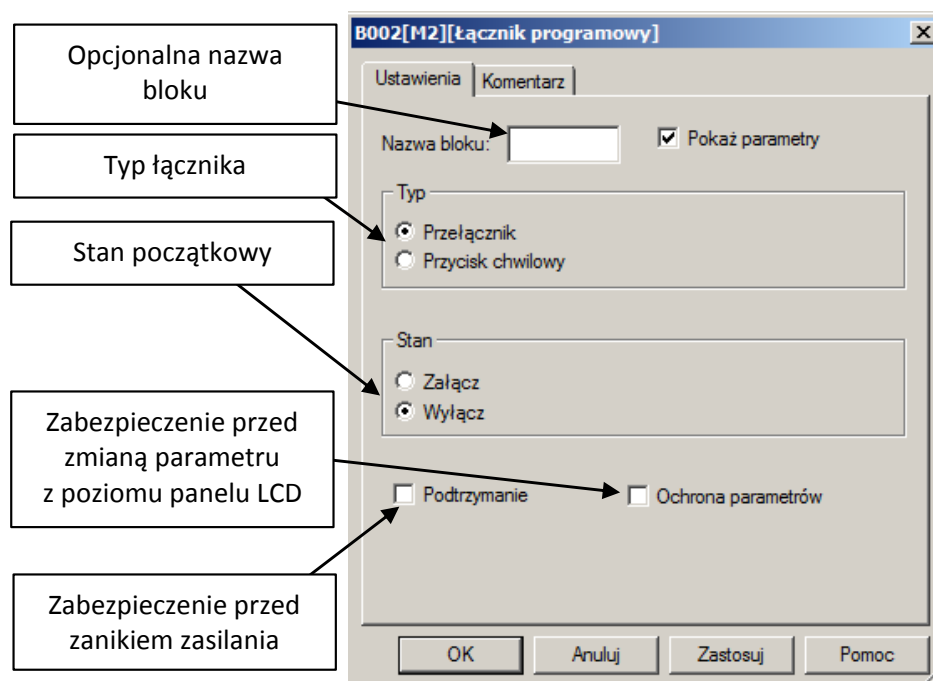 Opcjonalna nazwa
bloku
Typ łącznika
Stan początkowy
Zabezpieczenie przed
zmianą parametru
z poziomu panelu LCD
Zabezpieczenie przed
zanikiem zasilania
B002[M2][Łącznik programowy]
Ustawienia Komentarz
Nazwa bloku: Pokaż parametry
Typ
Przełącznik
Przycisk chwilowy
Stan
Załącz
Wyłącz
Podtrzymanie Ochrona parametrów
OK Anuluj Zastosuj Pomoc